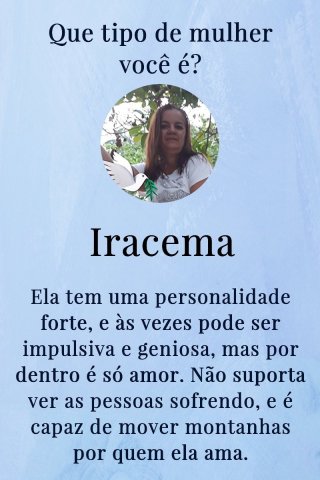 Que tipo de mulher
você é?
Iracema
Ela tem uma personalidade
forte, e às vezes pode ser
impulsiva e geniosa, mas por
dentro é só amor. Não suporta
ver as pessoas sofrendo, e é
capaz de mover montanhas
por quem ela ama.